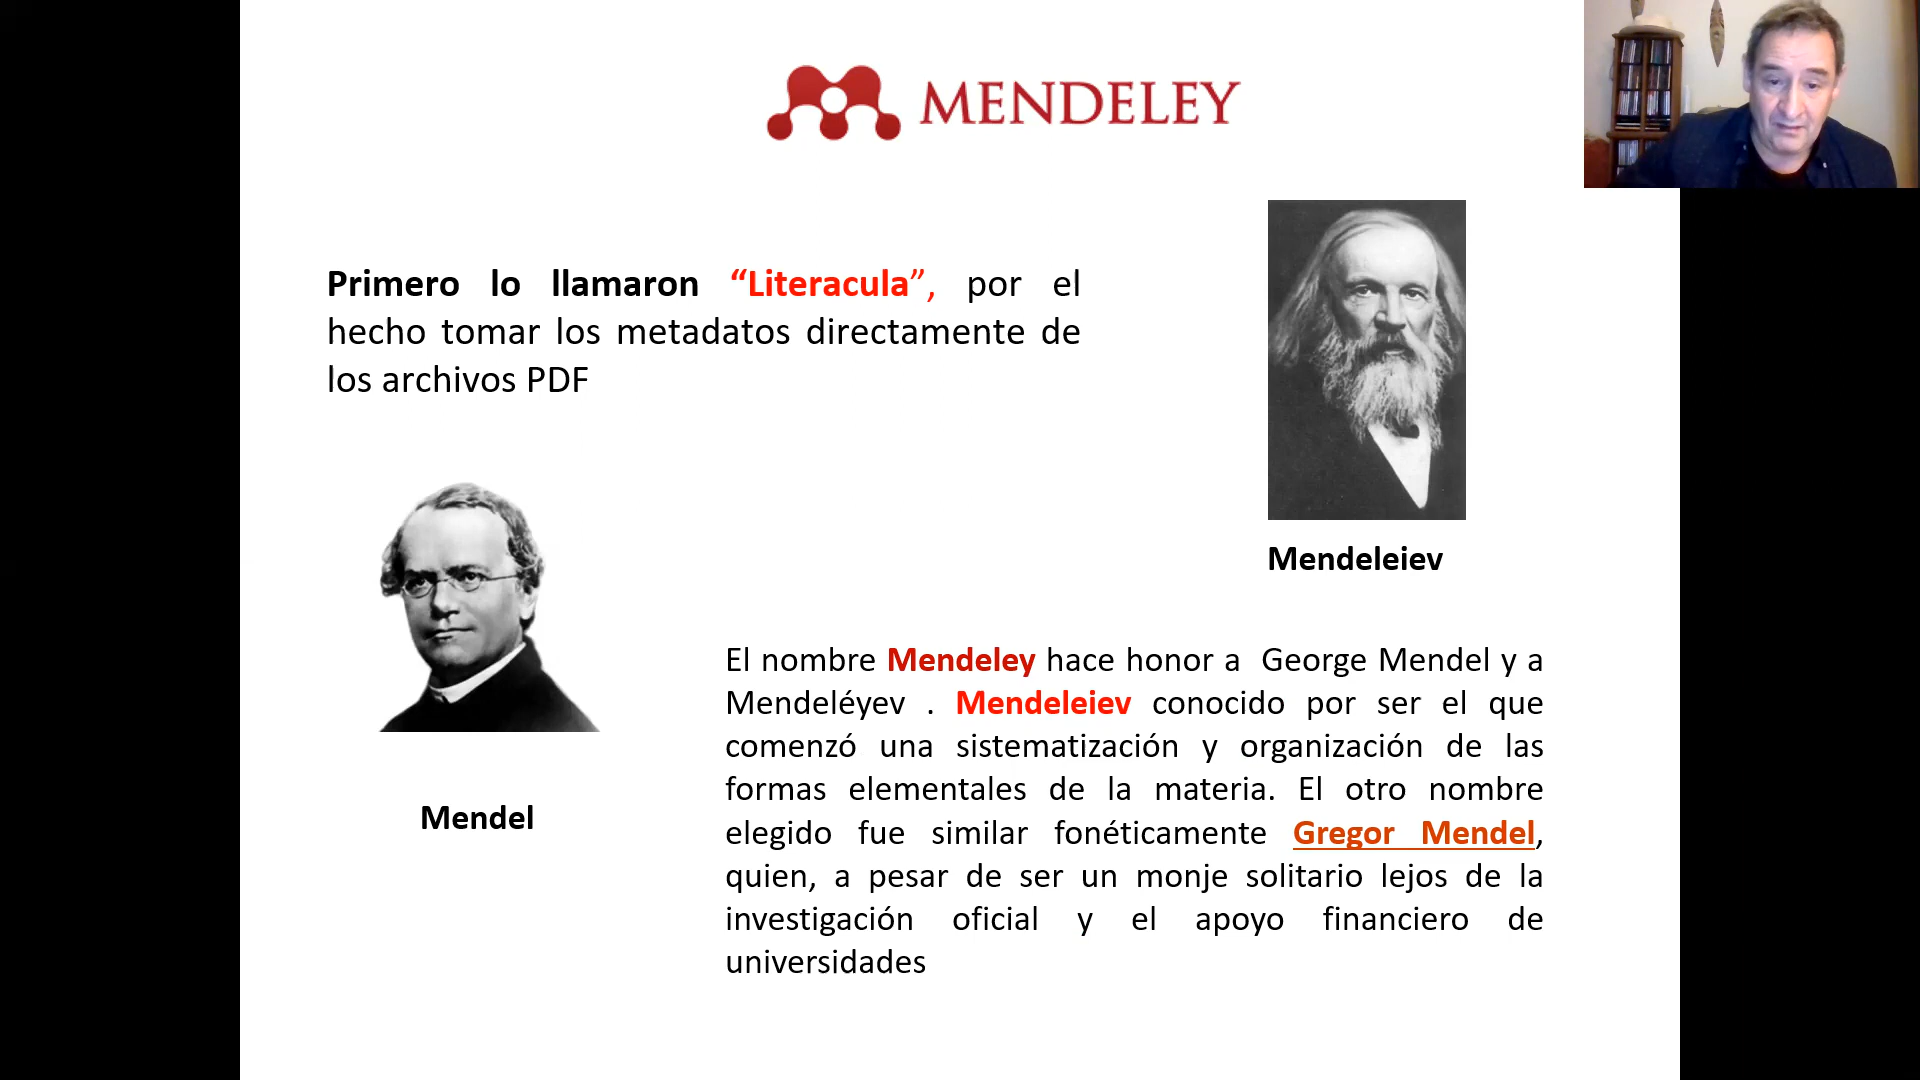 MENDELEY
Primero lo llamaron “Literacula”, por el
hecho tomar los metadatos directamente de
los archivos PDF
Mendeleiev
Mendel
El nombre Mendeley hace honor a George Mendel y a
Mendeléyev . Mendeleiev conocido por ser el que
comenzó una sistematización y organización de las
formas elementales de la materia. El otro nombre
elegido fue similar fonéticamente Gregor Mendel,
quien, a pesar de ser un monje solitario lejos de la
investigación oficial y el apoyo financiero de
universidades